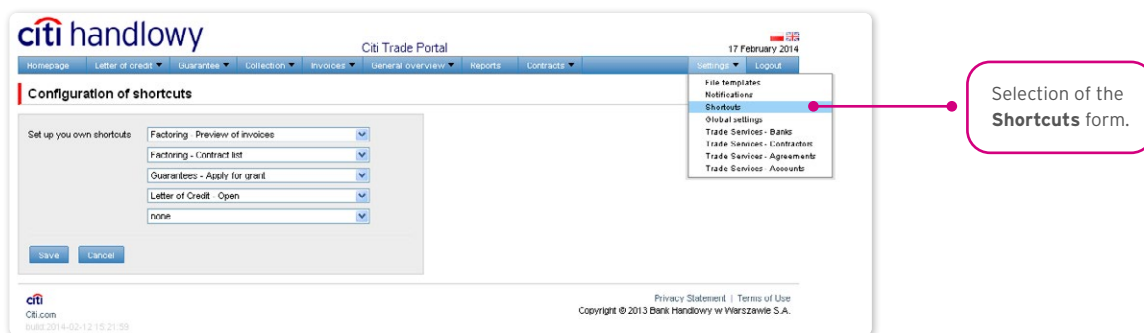 citi handlowy
Citi Trade Portal
17 February 2014
Homepage Letter of credit Guarantee Collection Invoices General overview Reports Contracts Settings Logout
File templates
Notifications
Shortcuts
Global settings
Trade Services - Banks
Trade Services - Contractors
Trade Services - Agreements
Trade Services - Accounts
Configuration of shortcuts
Set up you own shortcuts Factoring - Preview of invoices
Factoring - Contract list
Guarantees - Apply for grant
Letter of Credit - Open
none
Save Cancel
Selection of the
Shortcuts form.
citi
Citi.com
build:2014-02-12 15:21:59
Privacy Statement | Terms of Use
Copyright © 2013 Bank Handlowy w Warszawie S.A.